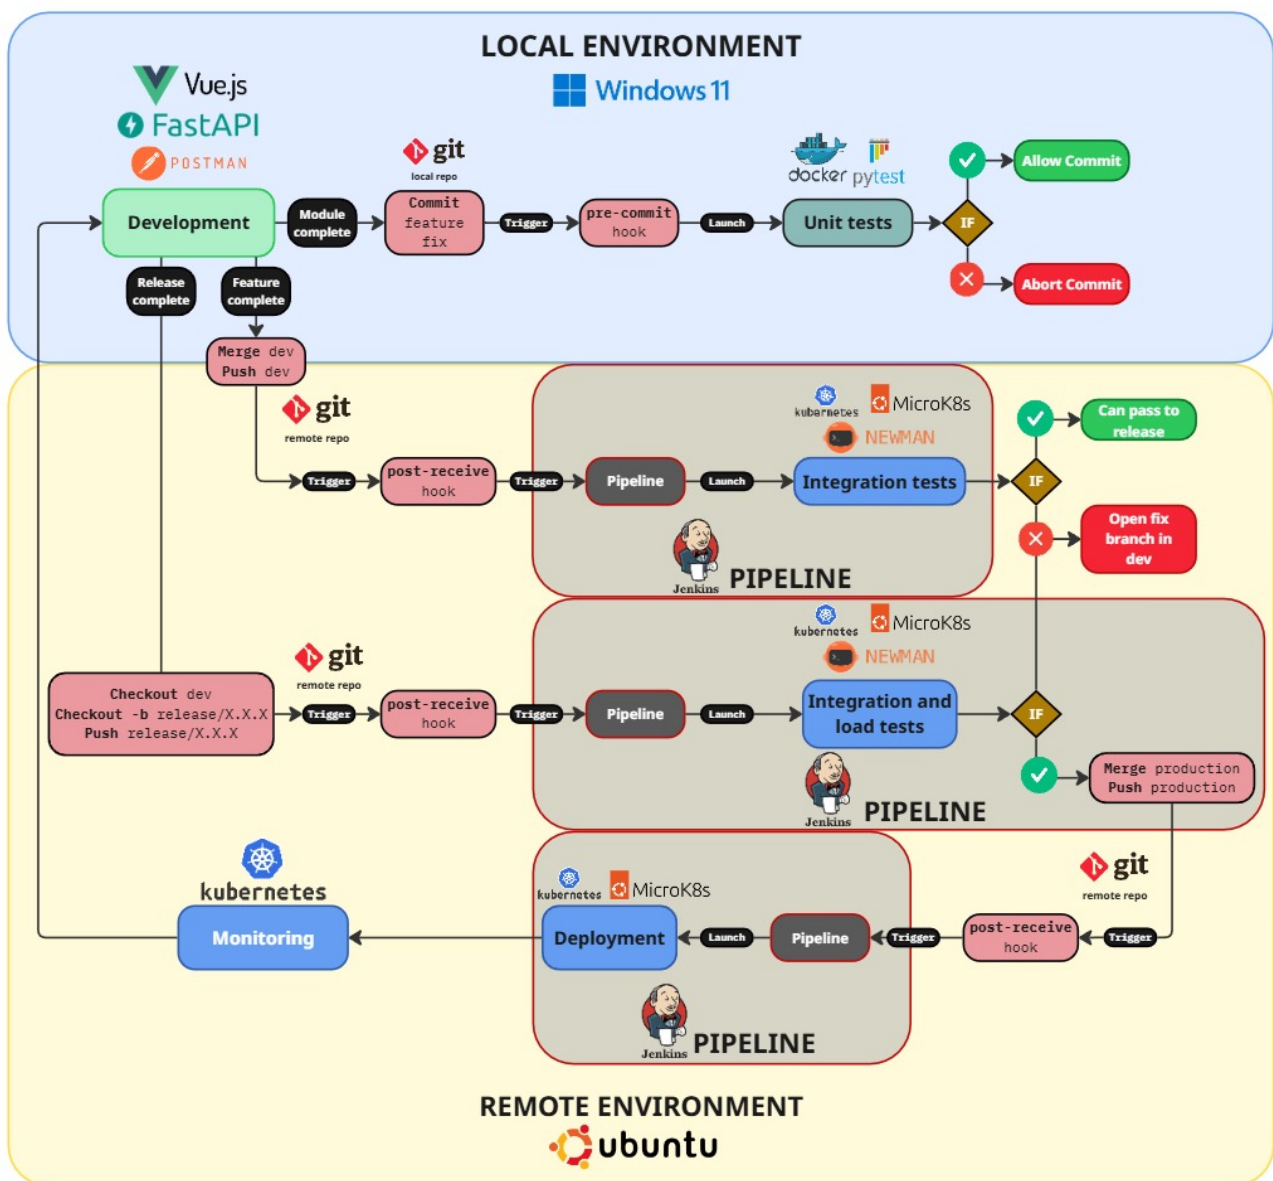 LOCAL ENVIRONMENT
Windows 11
Vue.js
FastAPI
POSTMAN
git
local repo
docker
pytest
Development
Module
complete
Commit
feature
fix
Trigger
pre-commit
hook
Launch
Unit tests
IF
Allow Commit
Abort Commit
Release
complete
Feature
complete
Merge dev
Push dev
git
remote repo
Trigger
post-receive
hook
Trigger
Pipeline
Launch
kubernetes
MicroK8s
NEWMAN
Integration tests
IF
Can pass to
release
Open fix
branch in
dev
Jenkins
PIPELINE
Checkout dev
Checkout -b release/X.X.X
Push release/X.X.X
git
remote repo
Trigger
post-receive
hook
Trigger
Pipeline
Launch
kubernetes
MicroK8s
NEWMAN
Integration and
load tests
IF
Merge production
Push production
Jenkins
PIPELINE
git
remote repo
Trigger
post-receive
hook
Trigger
Pipeline
Launch
kubernetes
MicroK8s
Deployment
Jenkins
PIPELINE
kubernetes
Monitoring
REMOTE ENVIRONMENT
ubuntu